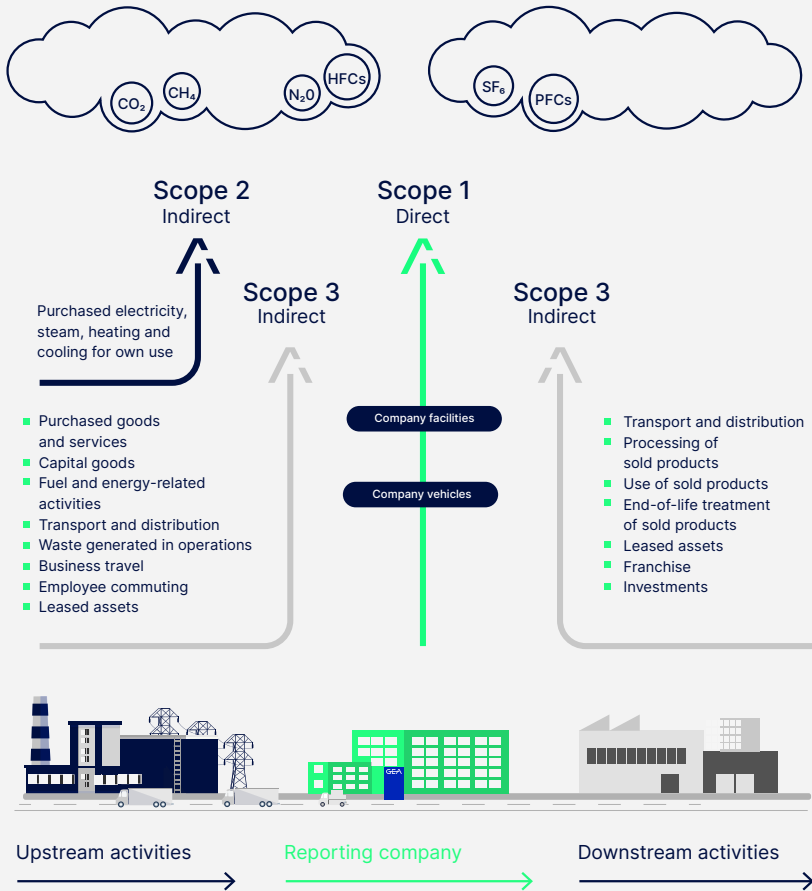 CO₂
CH₄
N₂0
HFCs
SF₆
PFCs
Scope 2
Indirect
Scope 1
Direct
Scope 3
Indirect
Scope 3
Indirect
Purchased electricity,
steam, heating and
cooling for own use
Purchased goods
and services
Capital goods
Fuel and energy-related
activities
Transport and distribution
Waste generated in operations
Business travel
Employee commuting
Leased assets
Company facilities
Company vehicles
Transport and distribution
Processing of
sold products
Use of sold products
End-of-life treatment
of sold products
Leased assets
Franchise
Investments
GEA
Upstream activities
Reporting company
Downstream activities